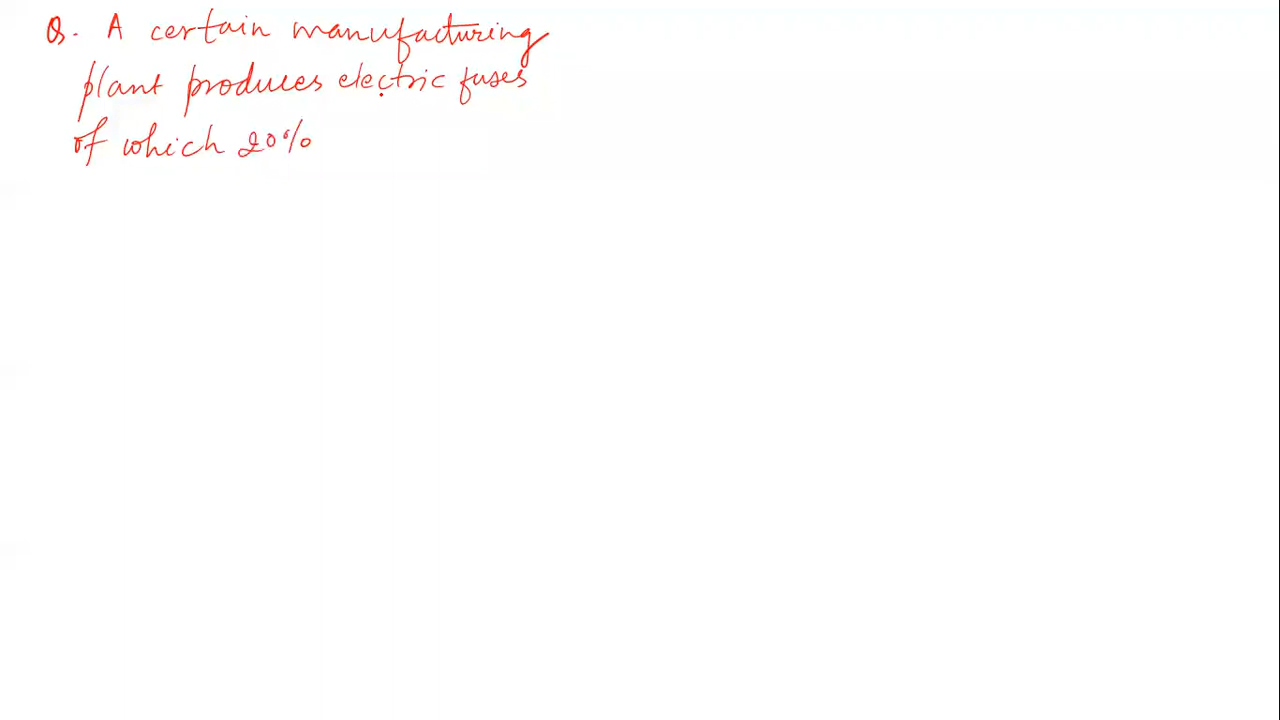 Q. A certain manufacturing
plant produces electric fuses
of which 20%